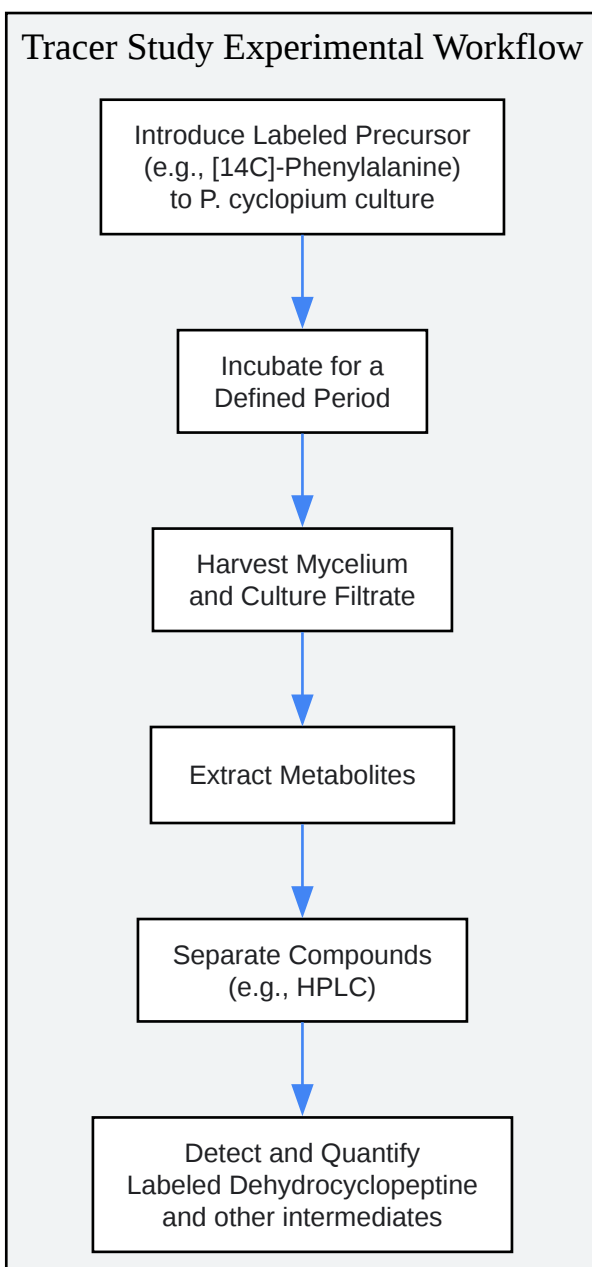 Tracer Study Experimental Workflow
Introduce Labeled Precursor
(e.g., [14C]-Phenylalanine)
to P. cyclopium culture
Incubate for a
Defined Period
Harvest Mycelium
and Culture Filtrate
Extract Metabolites
Separate Compounds
(e.g., HPLC)
Detect and Quantify
Labeled Dehydrocyclopeptine
and other intermediates